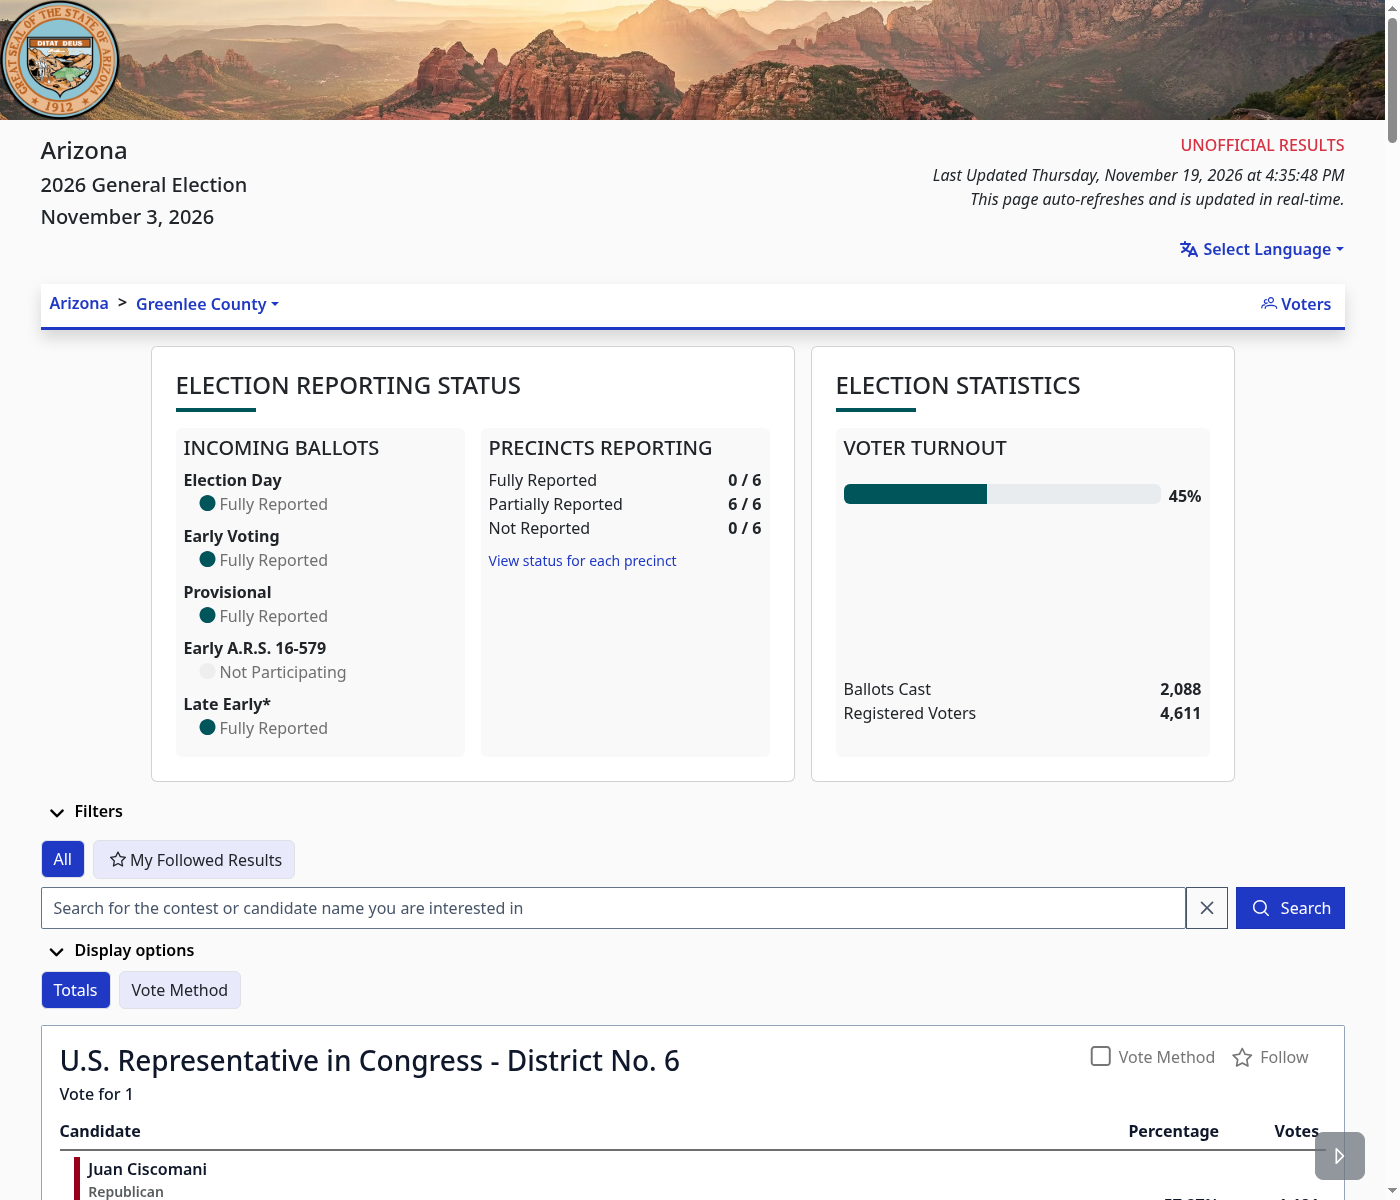 GREAT SEAL OF THE STATE OF ARIZONA
DITAT DEUS
1912
Arizona
2026 General Election
November 3, 2026
UNOFFICIAL RESULTS
Last Updated Thursday, November 19, 2026 at 4:35:48 PM
This page auto-refreshes and is updated in real-time.
Select Language
Arizona > Greenlee County
Voters
ELECTION REPORTING STATUS
INCOMING BALLOTS
Election Day
Fully Reported
Early Voting
Fully Reported
Provisional
Fully Reported
Early A.R.S. 16-579
Not Participating
Late Early*
Fully Reported
PRECINCTS REPORTING
Fully Reported 0 / 6
Partially Reported 6 / 6
Not Reported 0 / 6
View status for each precinct
ELECTION STATISTICS
VOTER TURNOUT
45%
Ballots Cast 2,088
Registered Voters 4,611
Filters
All My Followed Results
Search for the contest or candidate name you are interested in
Search
Display options
Totals Vote Method
U.S. Representative in Congress - District No. 6
Vote Method Follow
Vote for 1
Candidate Percentage Votes
Juan Ciscomani
Republican